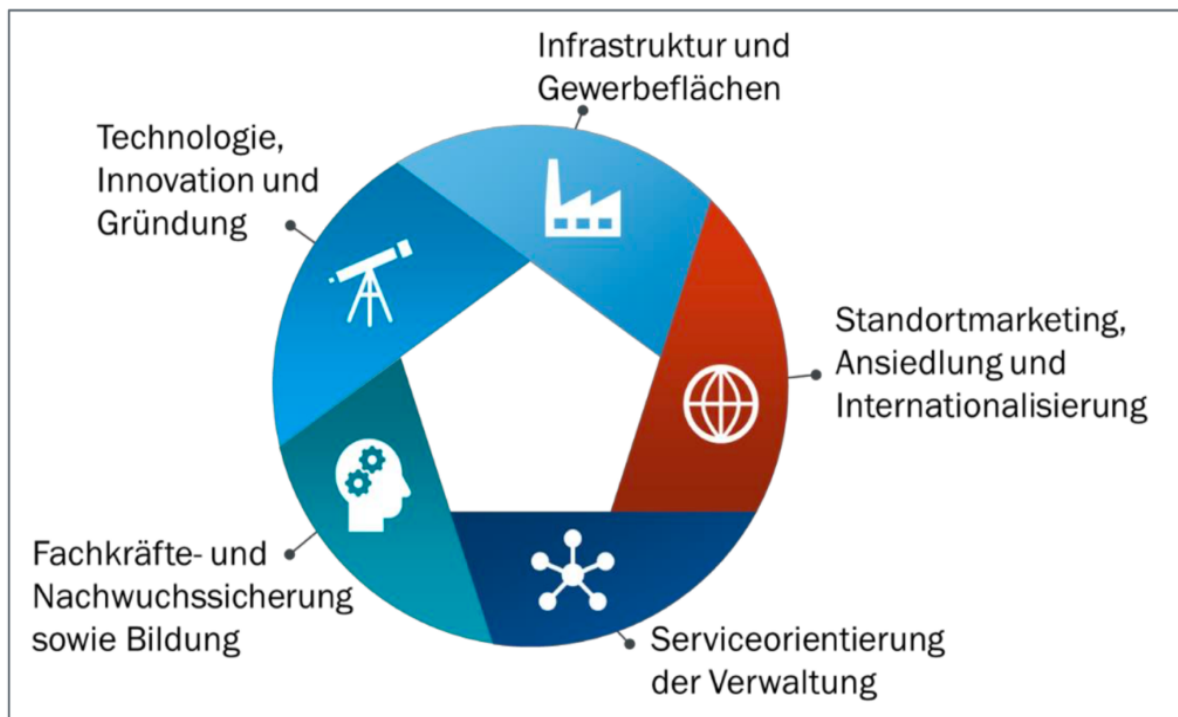 Infrastruktur und
Gewerbeflächen
Technologie,
Innovation und
Gründung
Standortmarketing,
Ansiedlung und
Internationalisierung
Fachkräfte- und
Nachwuchssicherung
sowie Bildung
Serviceorientierung
der Verwaltung